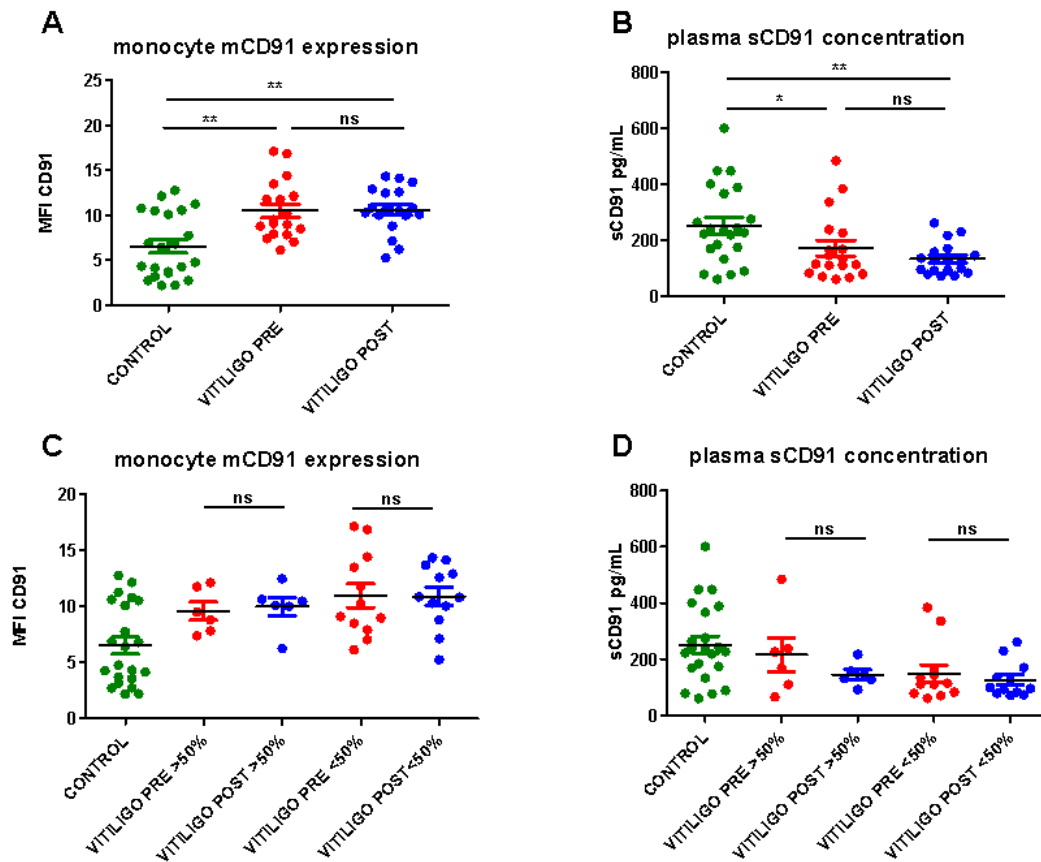 A
monocyte mCD91 expression
25
20
15
10
5
0
MFI CD91
**
**
ns
CONTROL
VITILIGO PRE
VITILIGO POST
B
plasma sCD91 concentration
800
600
400
200
0
sCD91 pg/mL
**
*
ns
CONTROL
VITILIGO PRE
VITILIGO POST
C
monocyte mCD91 expression
20
15
10
5
0
MFI CD91
ns
ns
CONTROL
VITILIGO PRE >50%
VITILIGO POST >50%
VITILIGO PRE <50%
VITILIGO POST <50%
D
plasma sCD91 concentration
800
600
400
200
0
sCD91 pg/mL
ns
ns
CONTROL
VITILIGO PRE >50%
VITILIGO POST >50%
VITILIGO PRE <50%
VITILIGO POST <50%